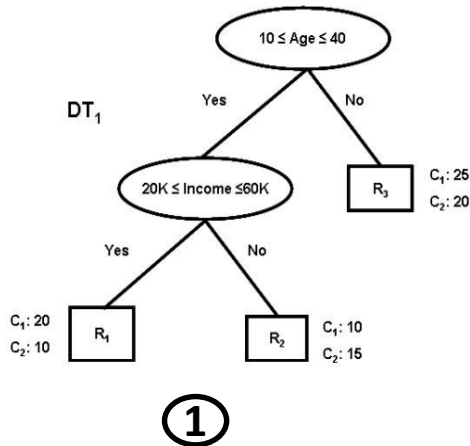 10 ≤ Age ≤ 40
DT₁
Yes
No
20K ≤ Income ≤60K
R₃
C₁: 25
C₂: 20
Yes
No
C₁: 20
C₂: 10
R₁
R₂
C₁: 10
C₂: 15
1